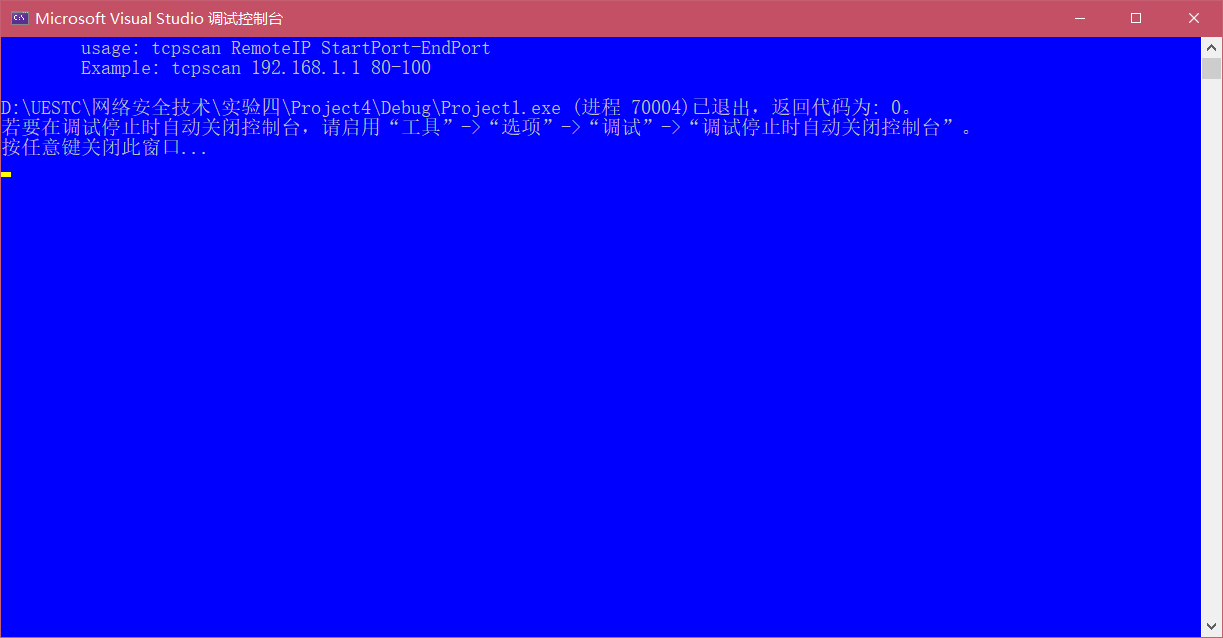 Microsoft Visual Studio 调试控制台
usage: tcpscan RemoteIP StartPort-EndPort
Example: tcpscan 192.168.1.1 80-100
D:\UESTC\网络安全技术\实验四\Project4\Debug\Project1.exe (进程 70004)已退出，返回代码为: 0。
若要在调试停止时自动关闭控制台，请启用“工具”->“选项”->“调试”->“调试停止时自动关闭控制台”。
按任意键关闭此窗口...